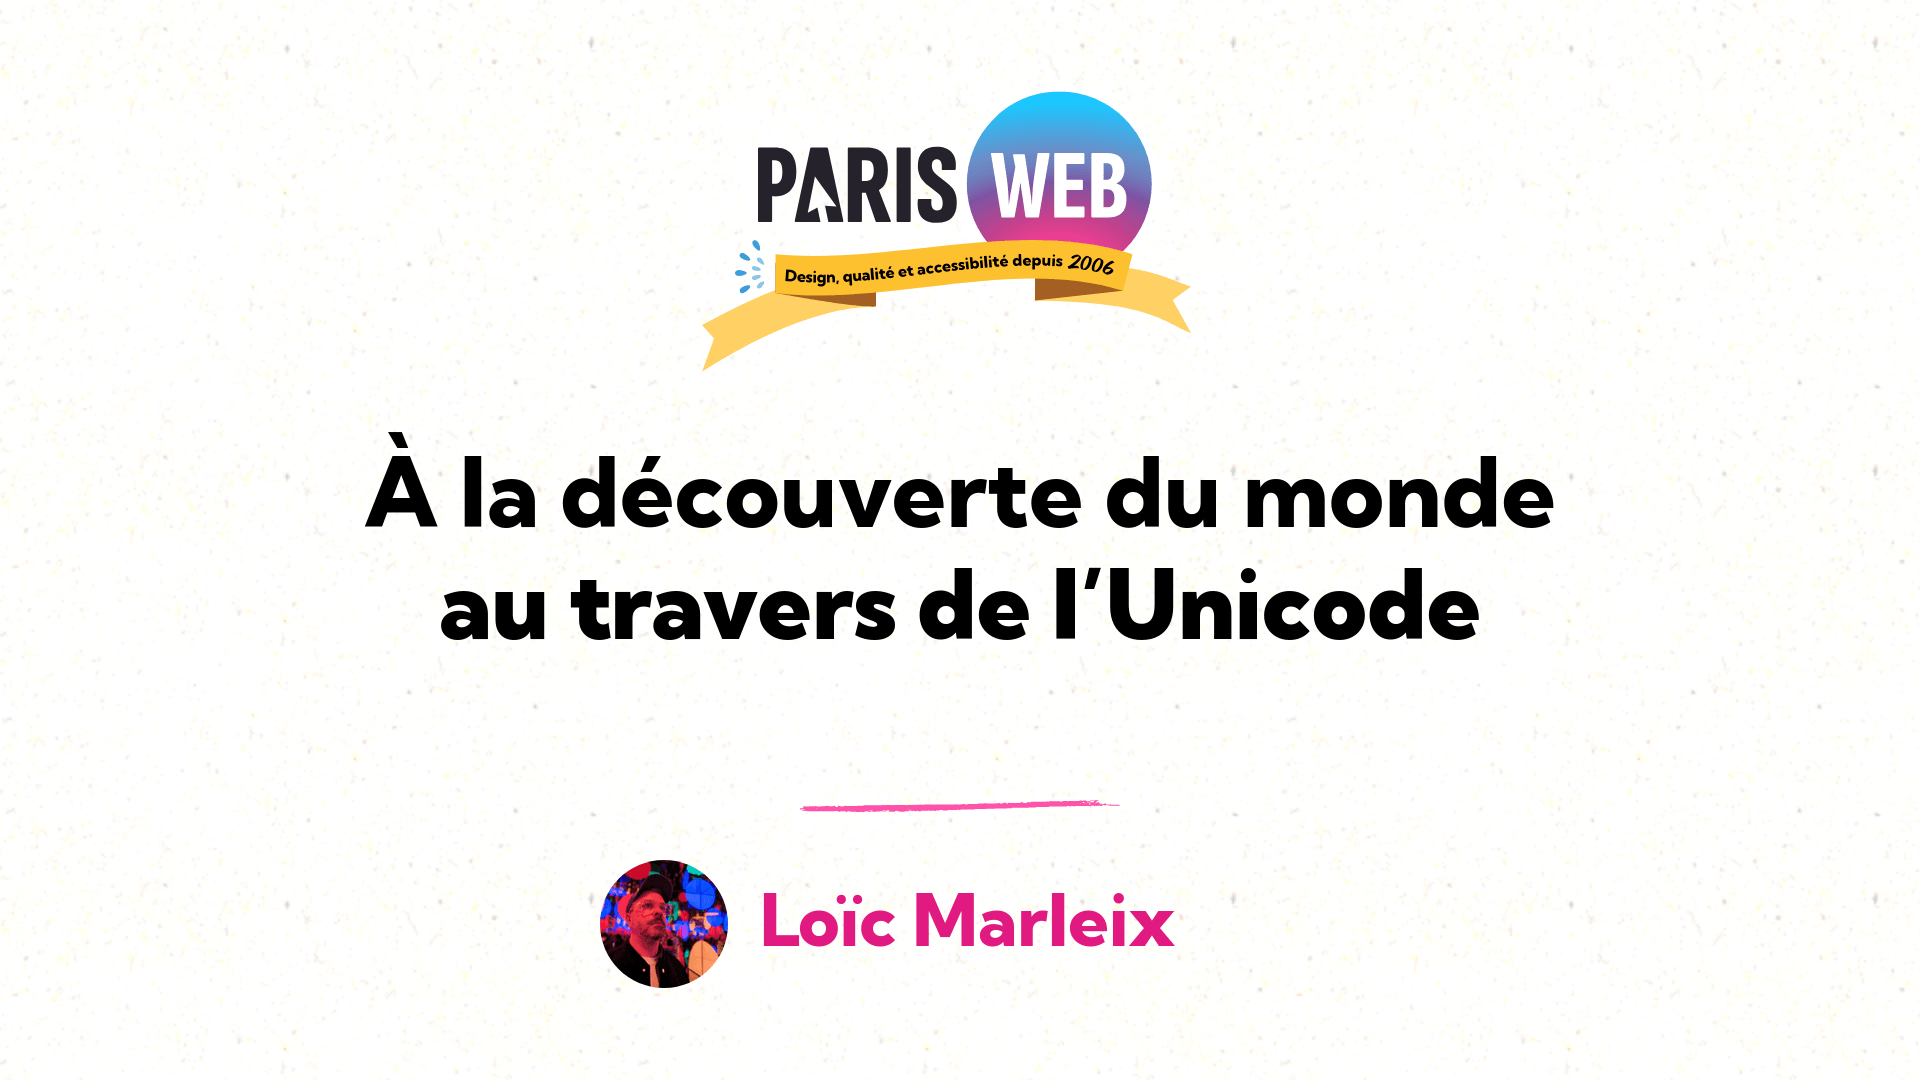 PARIS WEB
Design, qualité et accessibilité depuis 2006
À la découverte du monde
au travers de l’Unicode
Loïc Marleix